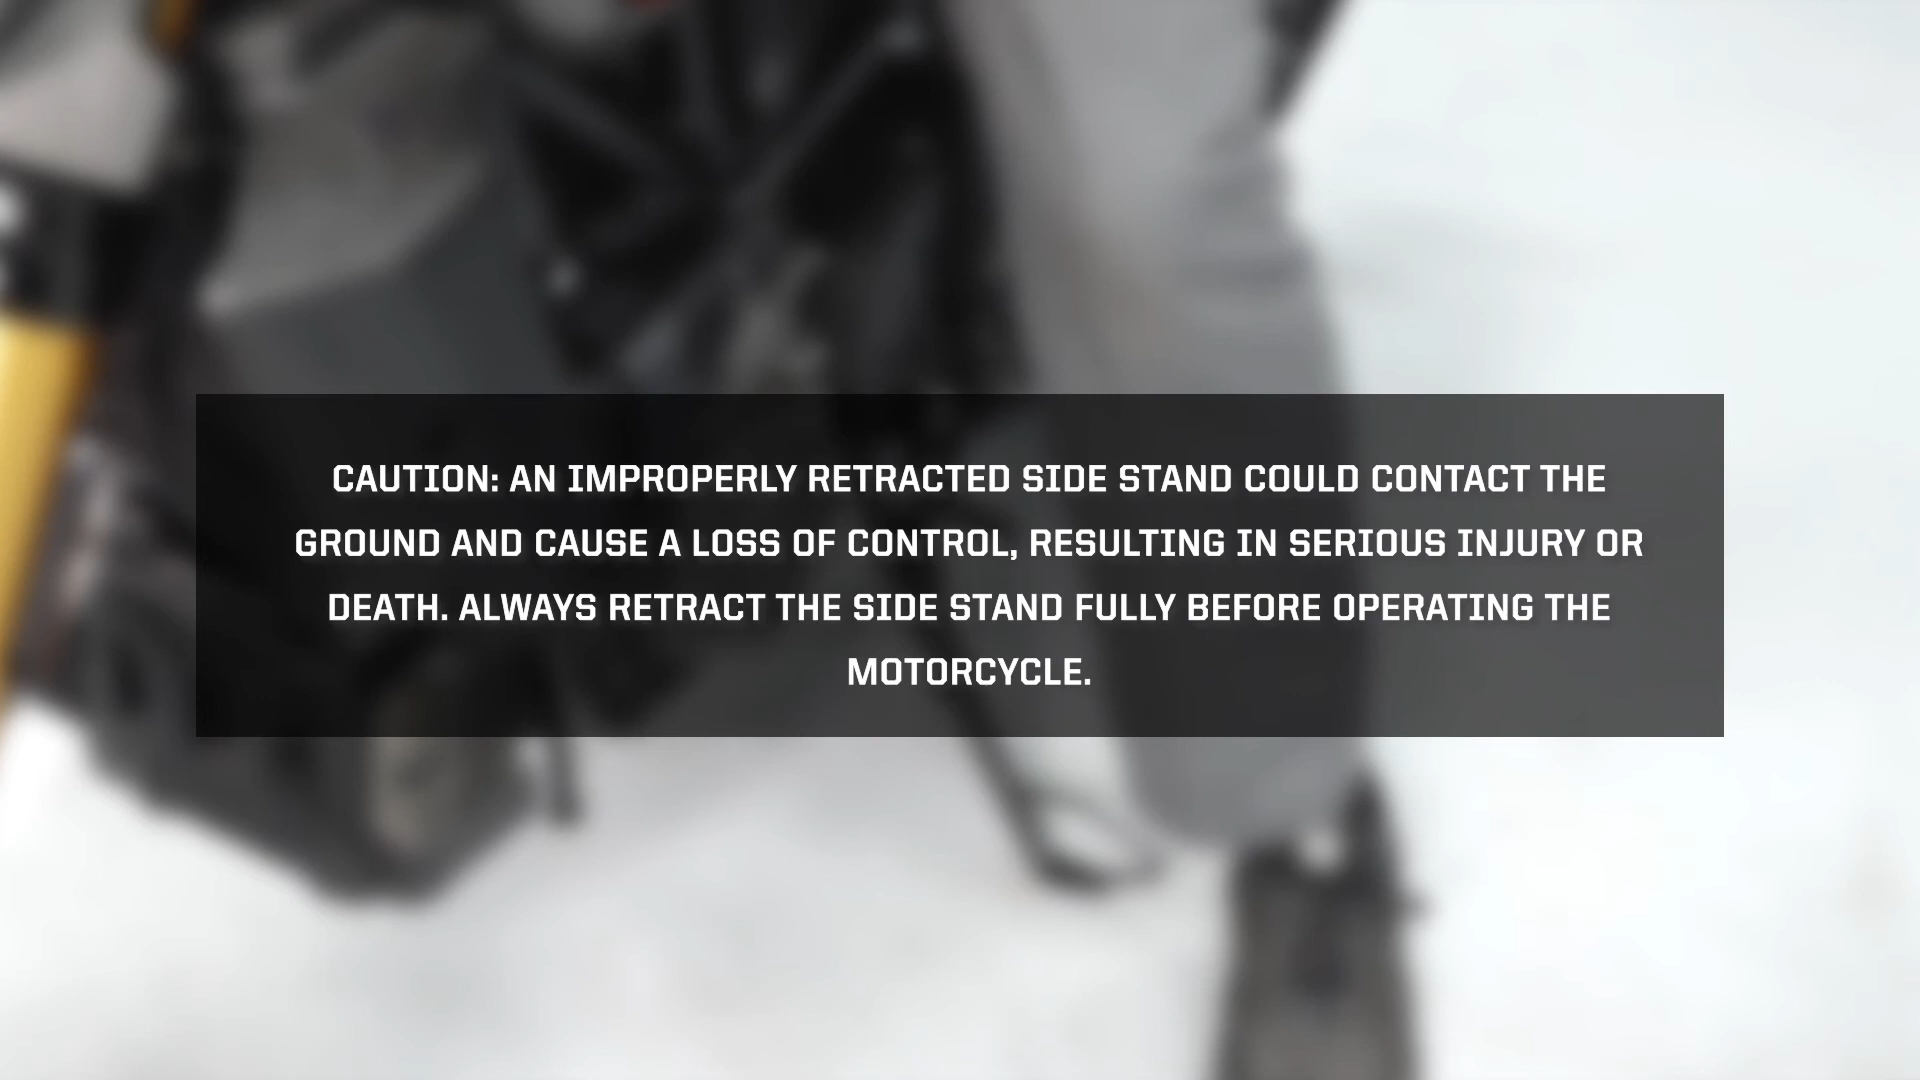 CAUTION: AN IMPROPERLY RETRACTED SIDE STAND COULD CONTACT THE
GROUND AND CAUSE A LOSS OF CONTROL, RESULTING IN SERIOUS INJURY OR
DEATH. ALWAYS RETRACT THE SIDE STAND FULLY BEFORE OPERATING THE
MOTORCYCLE.